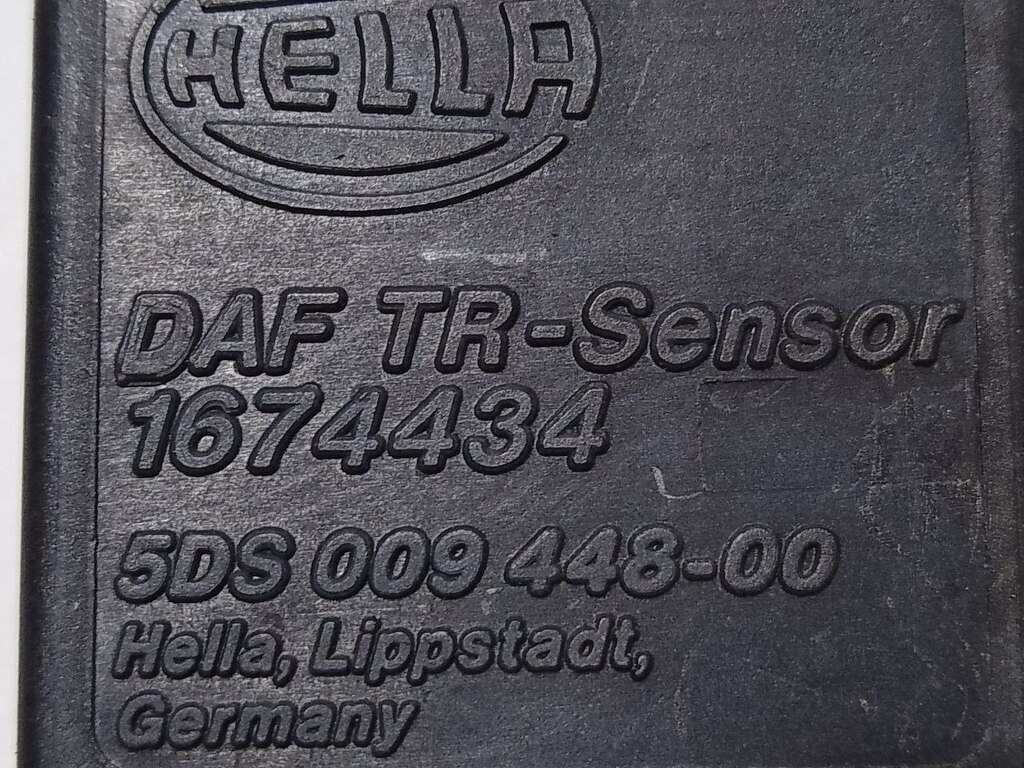 HELLA
DAF TR-Sensor
1674434
5DS 009 448-00
Hella, Lippstadt,
Germany